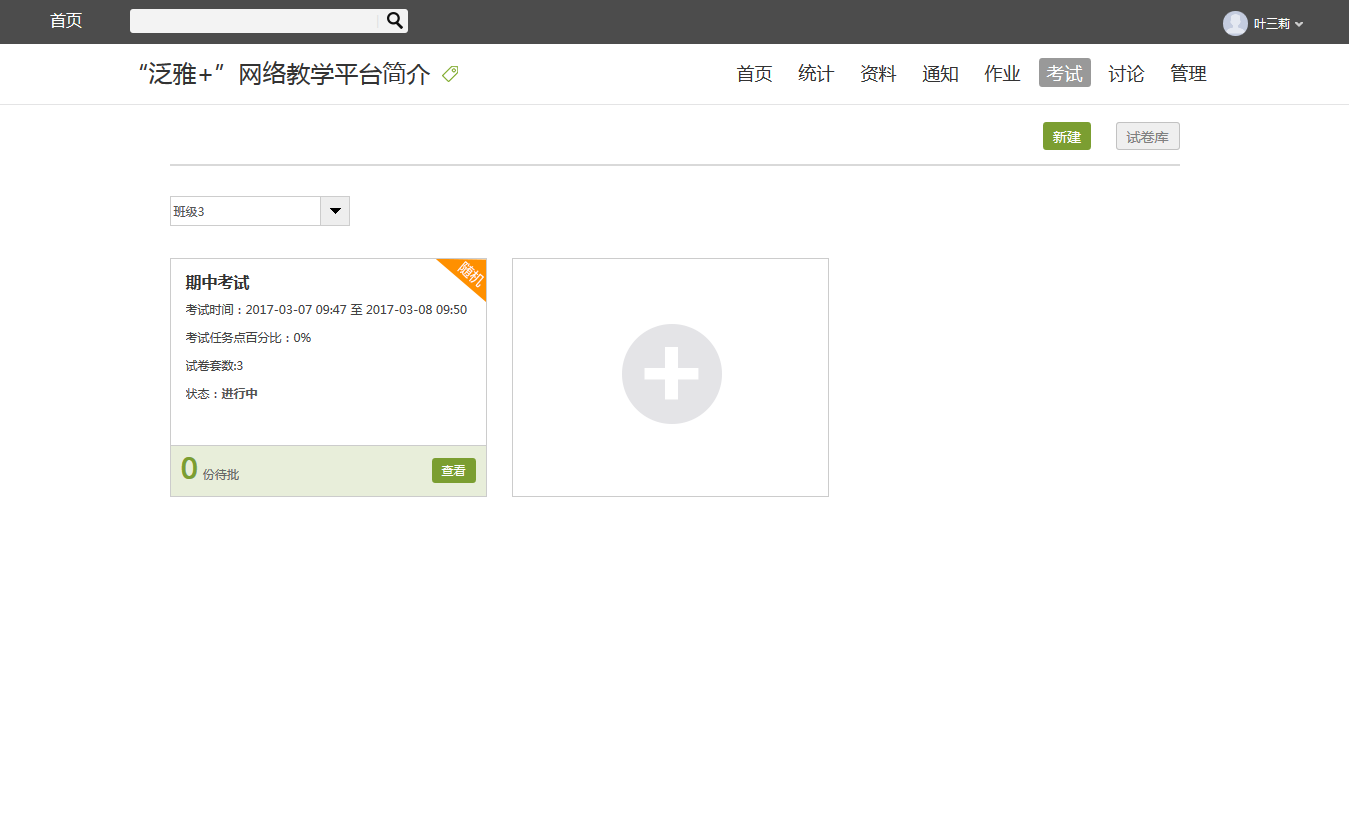 首页
叶三莉
“泛雅+”网络教学平台简介
首页 统计 资料 通知 作业 考试 讨论 管理
新建 试卷库
班级3
期中考试
随机
考试时间：2017-03-07 09:47 至 2017-03-08 09:50
考试任务点百分比：0%
试卷套数:3
状态：进行中
0 份待批
查看